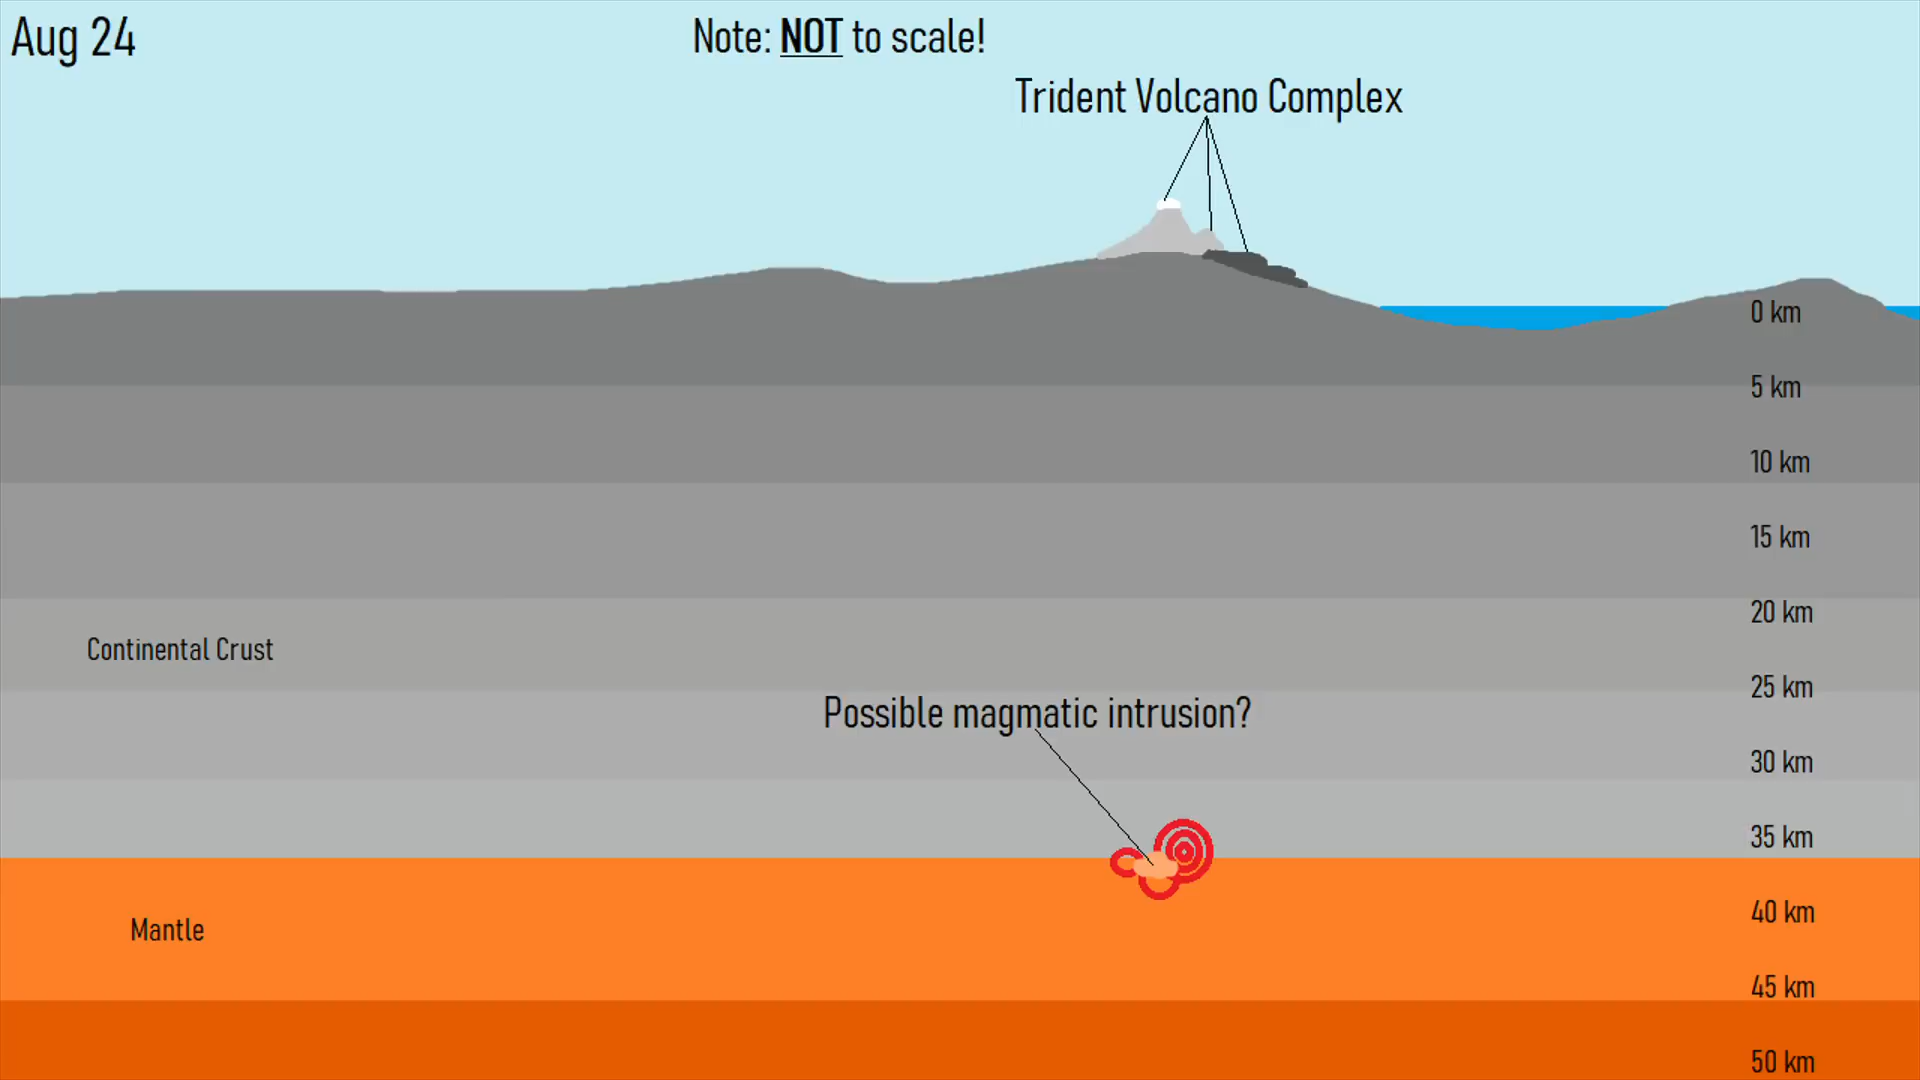 Aug 24
Note: NOT to scale!
Trident Volcano Complex
0 km
5 km
10 km
15 km
20 km
Continental Crust
25 km
Possible magmatic intrusion?
30 km
35 km
40 km
Mantle
45 km
50 km